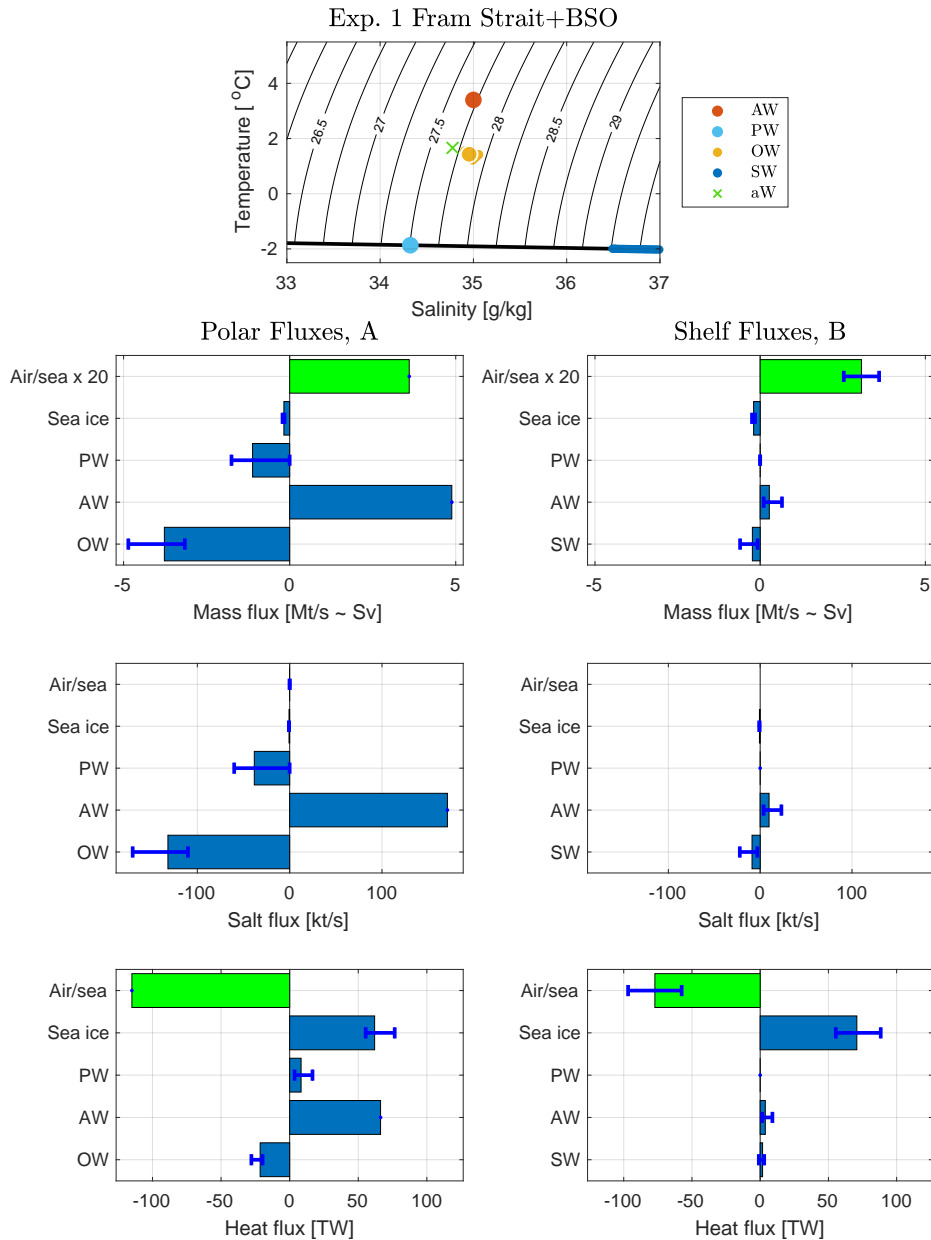 Exp. 1 Fram Strait+BSO
Temperature [ °C]
4
2
0
-2
26.5
27
27.5
28
28.5
29
33
34
35
36
37
Salinity [g/kg]
AW
PW
OW
SW
aW
Polar Fluxes, A
Air/sea x 20
Sea ice
PW
AW
OW
-5
0
5
Mass flux [Mt/s ~ Sv]
Shelf Fluxes, B
Air/sea x 20
Sea ice
PW
AW
SW
-5
0
5
Mass flux [Mt/s ~ Sv]
Air/sea
Sea ice
PW
AW
OW
-100
0
100
Salt flux [kt/s]
Air/sea
Sea ice
PW
AW
SW
-100
0
100
Salt flux [kt/s]
Air/sea
Sea ice
PW
AW
OW
-100
-50
0
50
100
Heat flux [TW]
Air/sea
Sea ice
PW
AW
SW
-100
-50
0
50
100
Heat flux [TW]